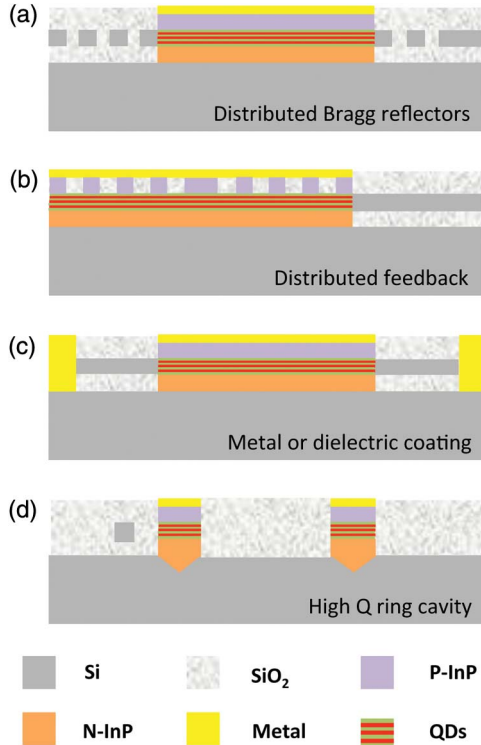 (a)
Distributed Bragg reflectors
(b)
Distributed feedback
(c)
Metal or dielectric coating
(d)
High Q ring cavity
Si
SiO₂
P-InP
N-InP
Metal
QDs